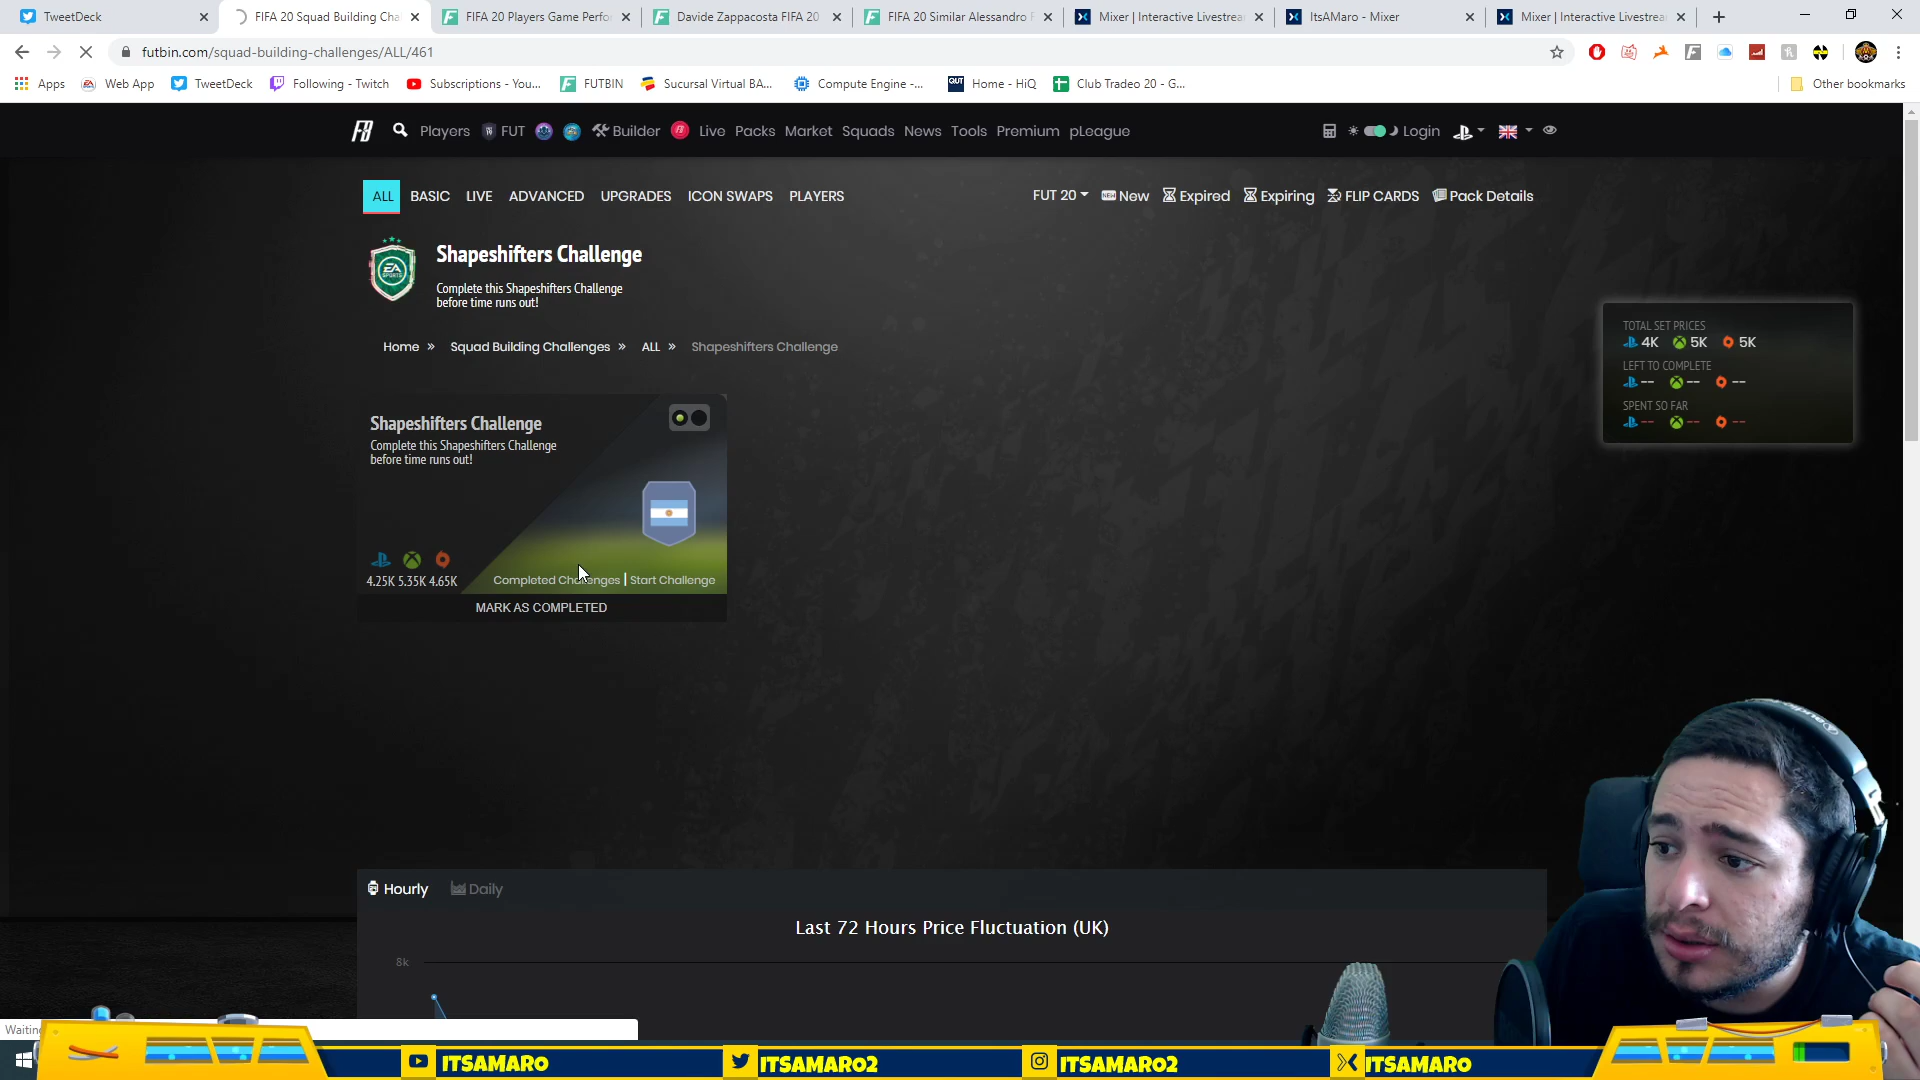 TweetDeck
FIFA 20 Squad Building Cha
FIFA 20 Players Game Perfo
Davide Zappacosta FIFA 20
FIFA 20 Similar Alessandro F
Mixer | Interactive Livestrea
ItsAMaro - Mixer
Mixer | Interactive Livestrea
futbin.com/squad-building-challenges/ALL/461
Apps
Web App
TweetDeck
Following - Twitch
Subscriptions - You...
FUTBIN
Sucursal Virtual BA...
Compute Engine -...
Home - HiQ
Club Tradeo 20 - G...
Other bookmarks
Players FUT Builder Live Packs Market Squads News Tools Premium pLeague
Login
ALL BASIC LIVE ADVANCED UPGRADES ICON SWAPS PLAYERS
FUT 20 New Expired Expiring FLIP CARDS Pack Details
Shapeshifters Challenge
Complete this Shapeshifters Challenge
before time runs out!
Home » Squad Building Challenges » ALL » Shapeshifters Challenge
TOTAL SET PRICES
4K 5K 5K
LEFT TO COMPLETE
-- -- --
SPENT SO FAR
-- -- --
Shapeshifters Challenge
Complete this Shapeshifters Challenge
before time runs out!
4.25K 5.35K 4.65K
Completed Challenges | Start Challenge
MARK AS COMPLETED
Hourly Daily
Last 72 Hours Price Fluctuation (UK)
8k
ITSAMARO
ITSAMARO2
ITSAMARO2
ITSAMARO